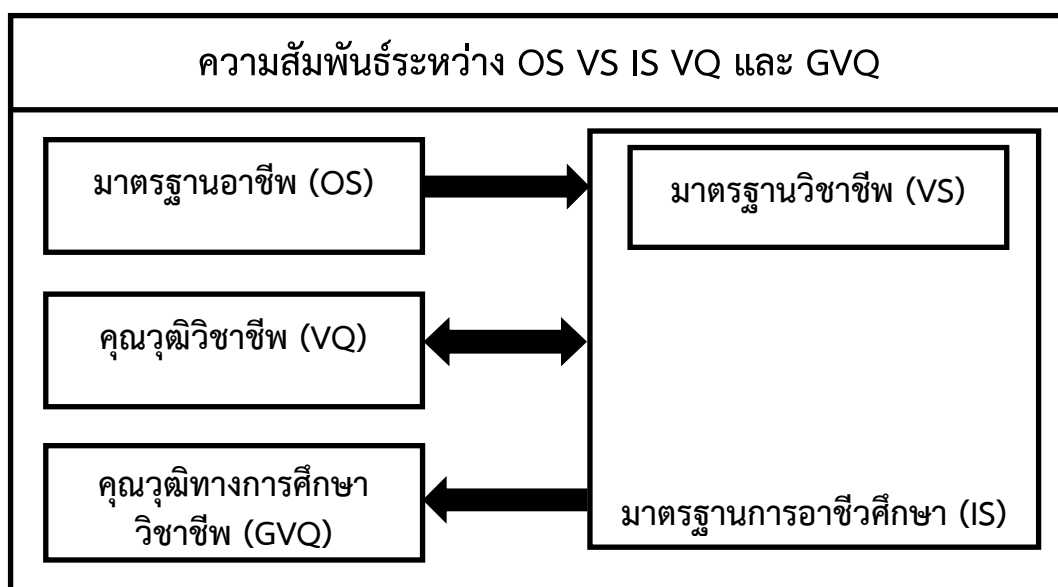 ความสัมพันธ์ระหว่าง OS VS IS VQ และ GVQ
มาตรฐานอาชีพ (OS)
มาตรฐานวิชาชีพ (VS)
คุณวุฒิวิชาชีพ (VQ)
คุณวุฒิทางการศึกษา
วิชาชีพ (GVQ)
มาตรฐานการอาชีวศึกษา (IS)